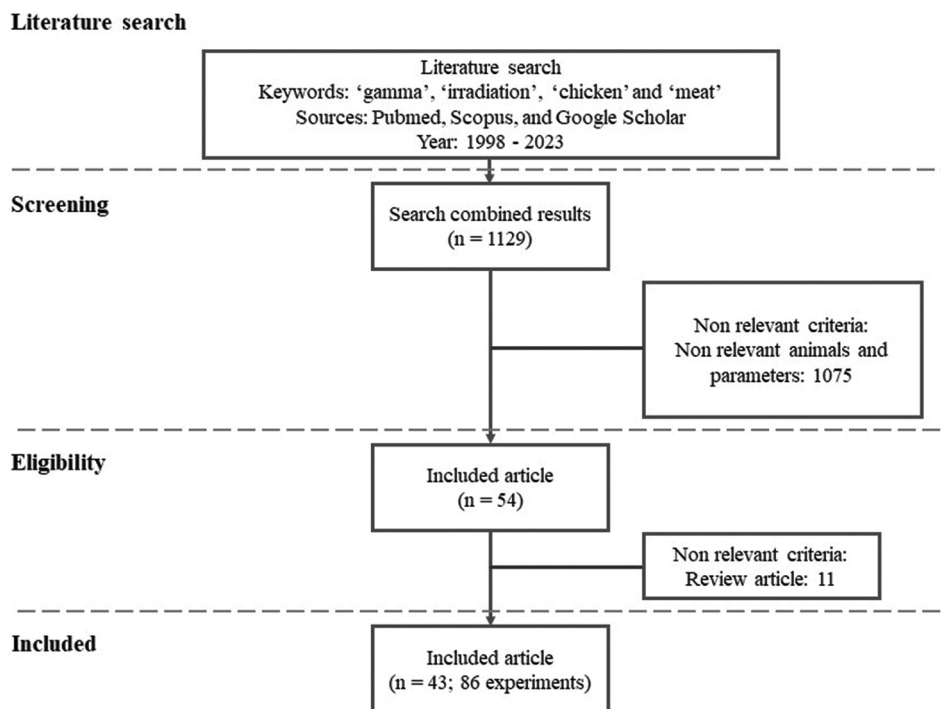 Literature search
Literature search
Keywords: ‘gamma’, ‘irradiation’, ‘chicken’ and ‘meat’
Sources: Pubmed, Scopus, and Google Scholar
Year: 1998 - 2023
Screening
Search combined results
(n = 1129)
Non relevant criteria:
Non relevant animals and
parameters: 1075
Eligibility
Included article
(n = 54)
Non relevant criteria:
Review article: 11
Included
Included article
(n = 43; 86 experiments)